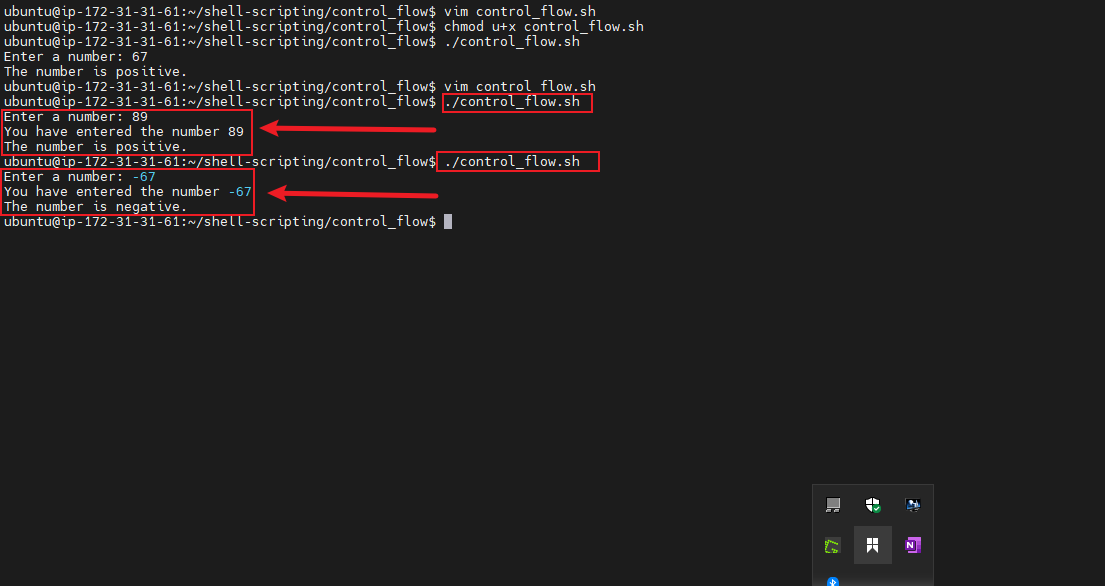 ubuntu@ip-172-31-31-61:~/shell-scripting/control_flow$ vim control_flow.sh
ubuntu@ip-172-31-31-61:~/shell-scripting/control_flow$ chmod u+x control_flow.sh
ubuntu@ip-172-31-31-61:~/shell-scripting/control_flow$ ./control_flow.sh
Enter a number: 67
The number is positive.
ubuntu@ip-172-31-31-61:~/shell-scripting/control_flow$ vim control_flow.sh
ubuntu@ip-172-31-31-61:~/shell-scripting/control_flow$ ./control_flow.sh
Enter a number: 89
You have entered the number 89
The number is positive.
ubuntu@ip-172-31-31-61:~/shell-scripting/control_flow$ ./control_flow.sh
Enter a number: -67
You have entered the number -67
The number is negative.
ubuntu@ip-172-31-31-61:~/shell-scripting/control_flow$
N